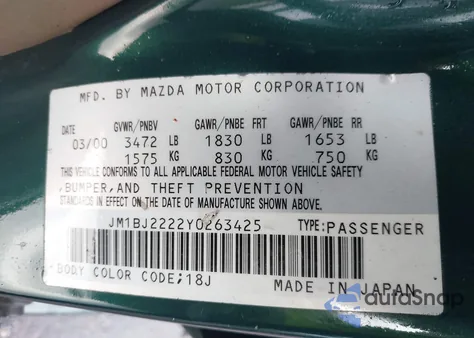 MFD. BY MAZDA MOTOR CORPORATION
DATE GVWR/PNBV GAWR/PNBE FRT GAWR/PNBE RR
03/00 3472 LB 1830 LB 1653 LB
1575 KG 830 KG 750 KG
THIS VEHICLE CONFORMS TO ALL APPLICABLE FEDERAL MOTOR VEHICLE SAFETY
,BUMPER,AND THEFT PREVENTION
STANDARDS IN EFFECT ON THE DATE OF MANUFACTURE SHOWN ABOVE.
JM1BJ2222Y0263425 TYPE:PASSENGER
BODY COLOR CODE;18J MADE IN JAPAN
autoSnap
by Carfast